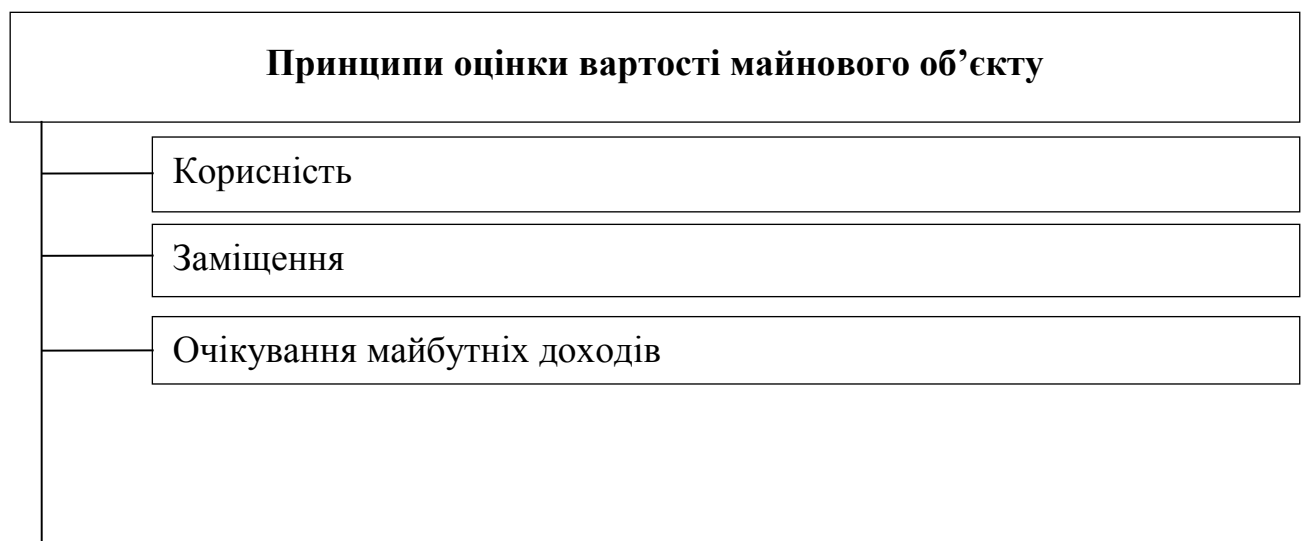 Принципи оцінки вартості майнового об’єкту
Корисність
Заміщення
Очікування майбутніх доходів